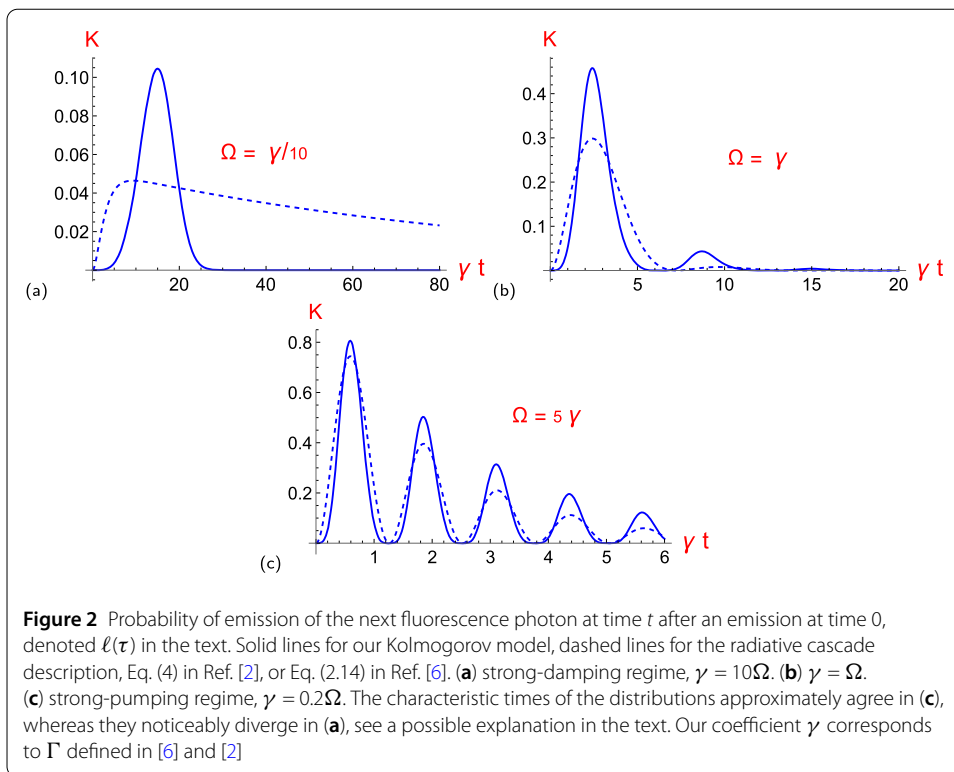 K
0.10
0.08
0.06
0.04
0.02
Ω = γ/10
20 40 60 80
γ t
(a)
K
0.4
0.3
0.2
0.1
Ω = γ
5 10 15 20
γ t
(b)
K
0.8
0.6
0.4
0.2
Ω = 5 γ
1 2 3 4 5 6
γ t
(c)
Figure 2 Probability of emission of the next fluorescence photon at time t after an emission at time 0,
denoted ℓ(τ) in the text. Solid lines for our Kolmogorov model, dashed lines for the radiative cascade
description, Eq. (4) in Ref. [2], or Eq. (2.14) in Ref. [6]. (a) strong-damping regime, γ = 10Ω. (b) γ = Ω.
(c) strong-pumping regime, γ = 0.2Ω. The characteristic times of the distributions approximately agree in (c),
whereas they noticeably diverge in (a), see a possible explanation in the text. Our coefficient γ corresponds
to Γ defined in [6] and [2]